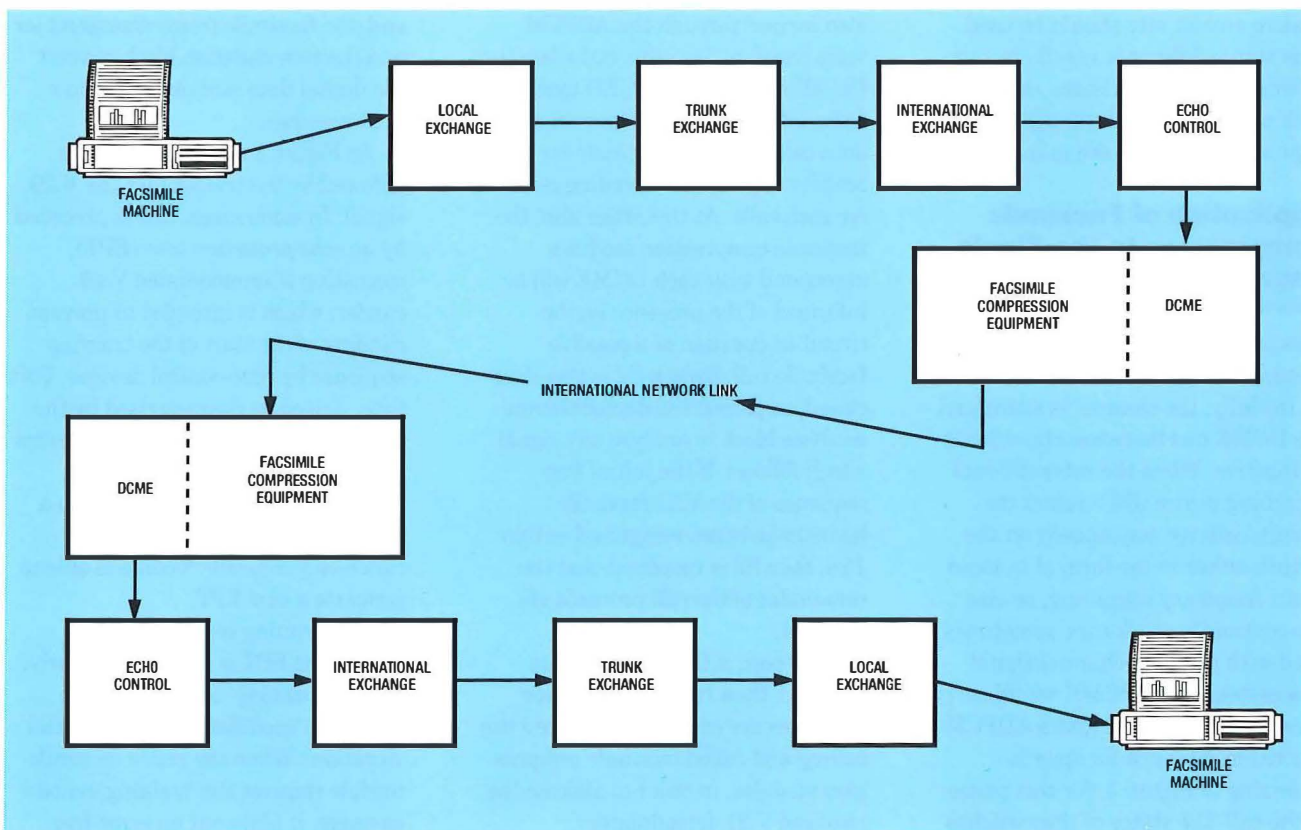 FACSIMILE
MACHINE
LOCAL
EXCHANGE
TRUNK
EXCHANGE
INTERNATIONAL
EXCHANGE
ECHO
CONTROL
FACSIMILE
COMPRESSION
EQUIPMENT
DCME
INTERNATIONAL NETWORK LINK
DCME
FACSIMILE
COMPRESSION
EQUIPMENT
ECHO
CONTROL
INTERNATIONAL
EXCHANGE
TRUNK
EXCHANGE
LOCAL
EXCHANGE
FACSIMILE
MACHINE